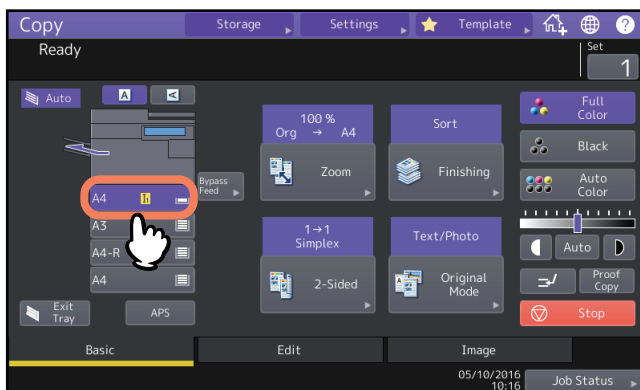 Copy
Storage
Settings
Template
?
Ready
Set
1
Auto
A
A
100 %
Org → A4
Sort
Full
Color
Zoom
Finishing
Black
Bypass
Feed
Auto
Color
A4
A3
A4-R
A4
1→1
Simplex
Text/Photo
2-Sided
Original
Mode
Auto
Proof
Copy
Exit
Tray
APS
Stop
Basic
Edit
Image
05/10/2016
10:16
Job Status